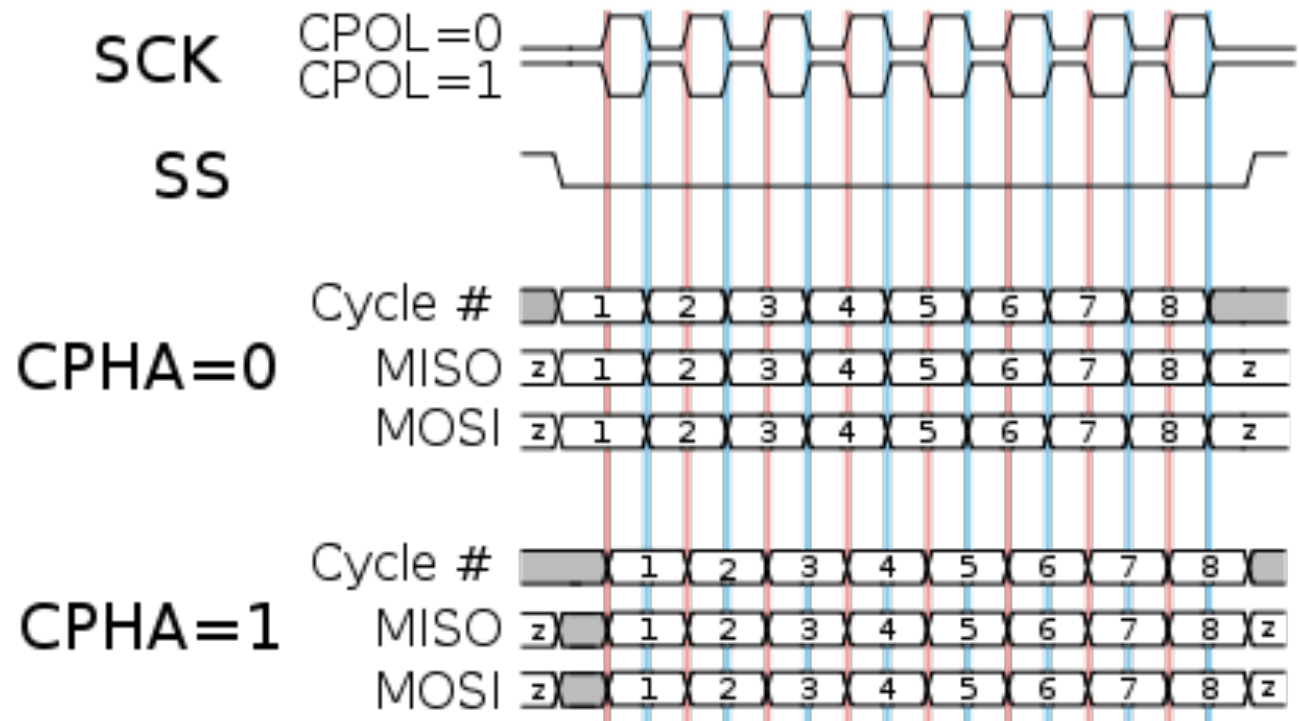 SCK CPOL=0
CPOL=1
SS
Cycle # 1 2 3 4 5 6 7 8
CPHA=0 MISO z 1 2 3 4 5 6 7 8 z
MOSI z 1 2 3 4 5 6 7 8 z
Cycle # 1 2 3 4 5 6 7 8
CPHA=1 MISO z 1 2 3 4 5 6 7 8 z
MOSI z 1 2 3 4 5 6 7 8 z